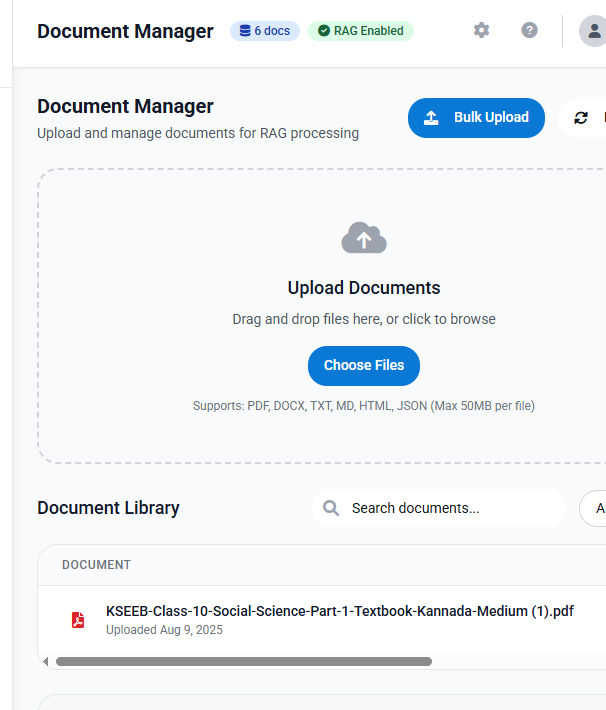 Document Manager
6 docs
RAG Enabled
Document Manager
Upload and manage documents for RAG processing
Bulk Upload
Upload Documents
Drag and drop files here, or click to browse
Choose Files
Supports: PDF, DOCX, TXT, MD, HTML, JSON (Max 50MB per file)
Document Library
Search documents...
DOCUMENT
KSEEB-Class-10-Social-Science-Part-1-Textbook-Kannada-Medium (1).pdf
Uploaded Aug 9, 2025